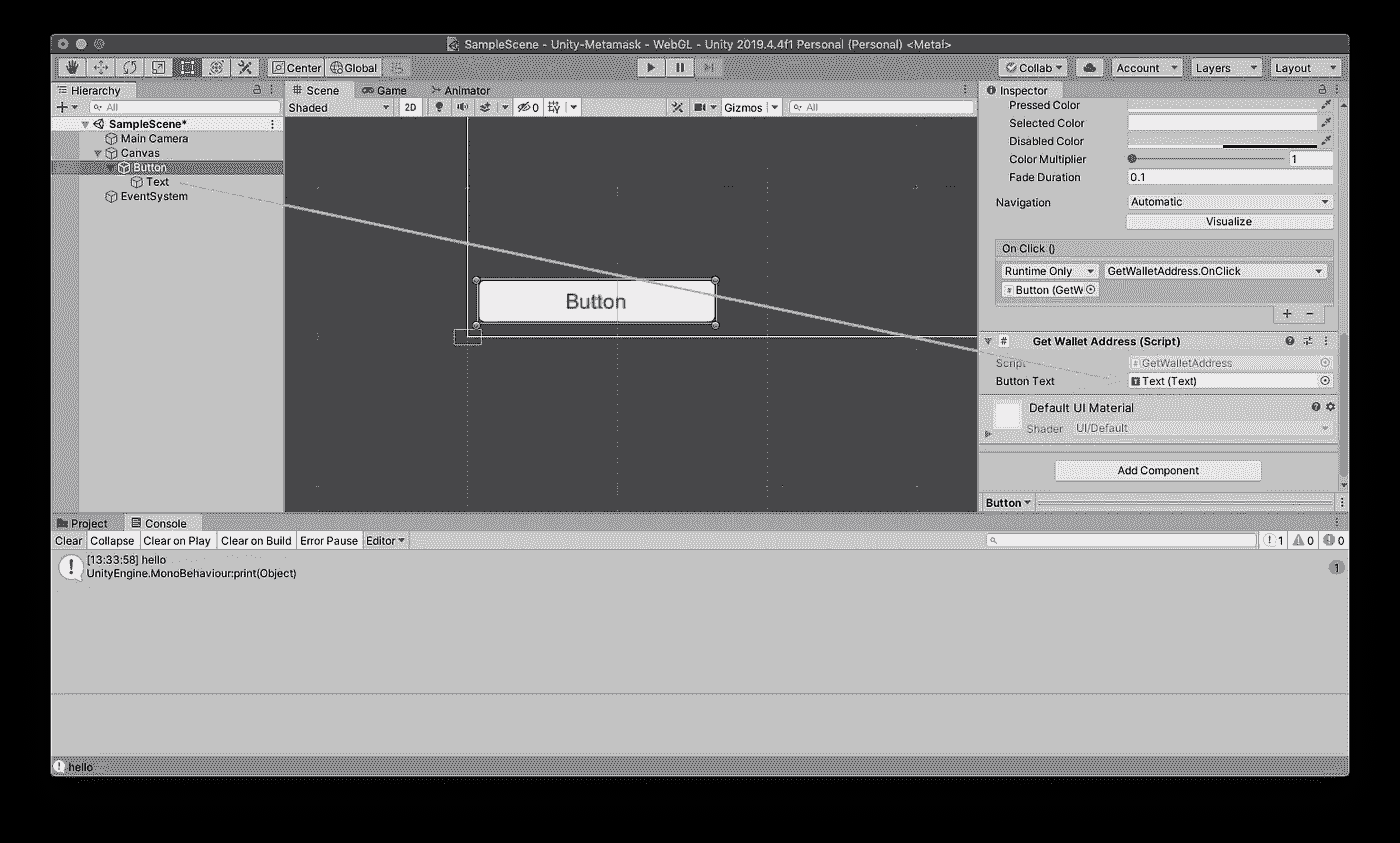 SampleScene - Unity-Metamask - WebGL - Unity 2019.4.4f1 Personal (Personal) <Metal>
Center Global Collab Account Layers Layout
Hierarchy
All
SampleScene*
Main Camera
Canvas
Button
Text
EventSystem
Scene Game Animator
Shaded 2D 0 Gizmos All
Button
Inspector
Pressed Color
Selected Color
Disabled Color
Color Multiplier 1
Fade Duration 0.1
Navigation Automatic
Visualize
On Click ()
Runtime Only GetWalletAddress.OnClick
# Button (GetW
+ −
# Get Wallet Address (Script)
Script # GetWalletAddress
Button Text Text (Text)
Default UI Material
Shader UI/Default
Add Component
Button
Project Console
Clear Collapse Clear on Play Clear on Build Error Pause Editor 1 0 0
[13:33:58] hello
UnityEngine.MonoBehaviour:print(Object) 1
hello